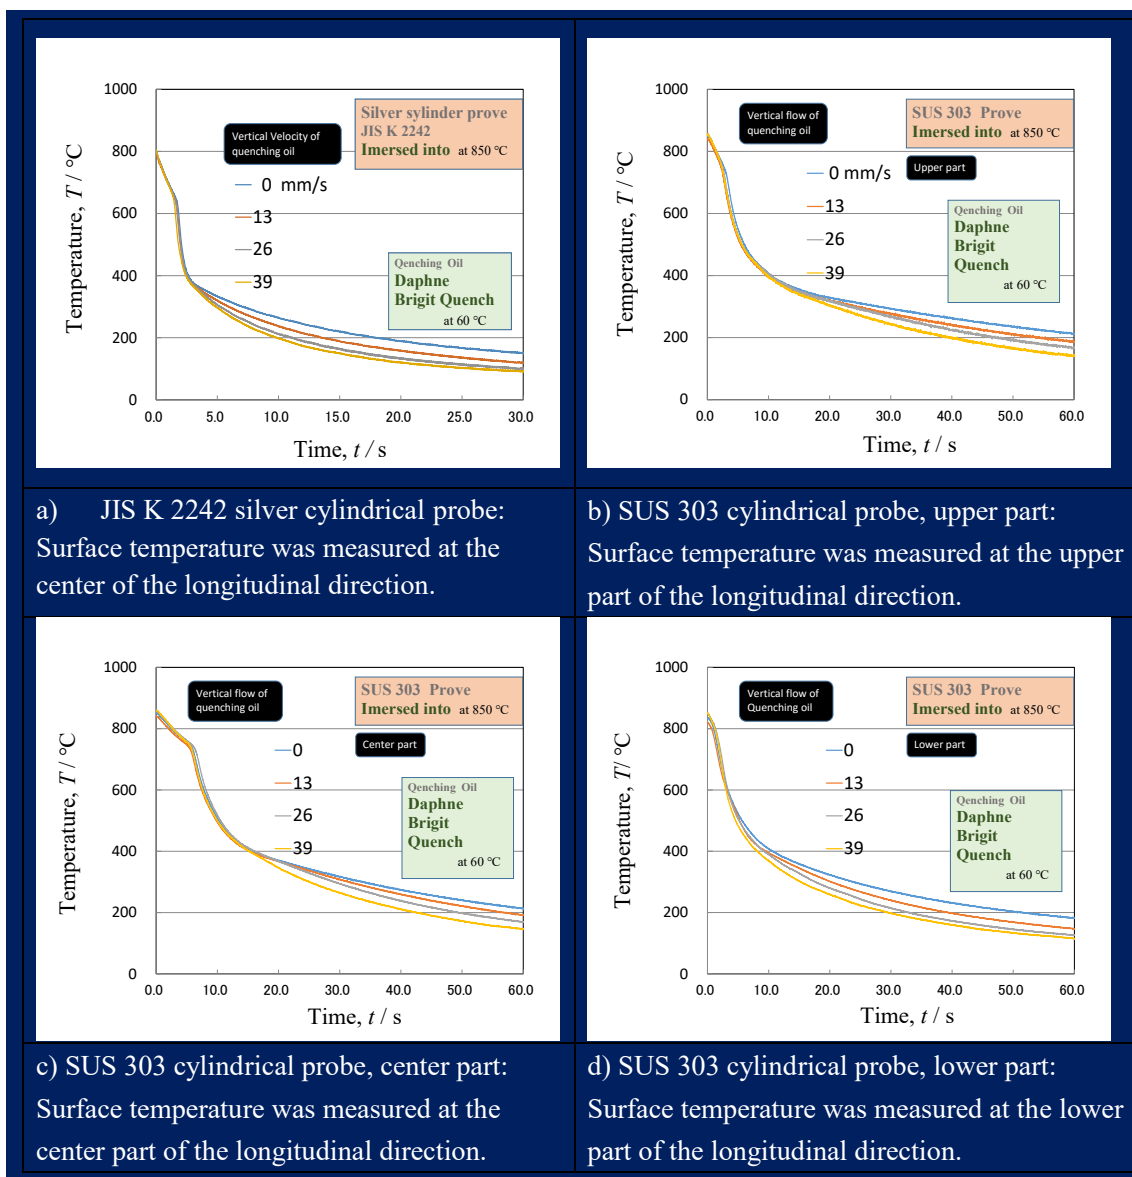 1000
800
600
400
200
0
Temperature, T / °C
Vertical Velocity of
quenching oil
0 mm/s
13
26
39
Silver sylinder prove
JIS K 2242
Imersed into at 850 ℃
Qenching Oil
Daphne
Brigit Quench
at 60 ℃
0.0 5.0 10.0 15.0 20.0 25.0 30.0
Time, t / s
1000
800
600
400
200
0
Temperature, T / °C
Vertical flow of
quenching oil
0 mm/s
13
26
39
SUS 303 Prove
Imersed into at 850 ℃
Upper part
Qenching Oil
Daphne
Brigit
Quench
at 60 ℃
0.0 10.0 20.0 30.0 40.0 50.0 60.0
Time, t / s
a) JIS K 2242 silver cylindrical probe:
Surface temperature was measured at the
center of the longitudinal direction.
b) SUS 303 cylindrical probe, upper part:
Surface temperature was measured at the upper
part of the longitudinal direction.
1000
800
600
400
200
0
Temperature, T / °C
Vertical flow of
quenching oil
0
13
26
39
SUS 303 Prove
Imersed into at 850 ℃
Center part
Qenching Oil
Daphne
Brigit
Quench
at 60 ℃
0.0 10.0 20.0 30.0 40.0 50.0 60.0
Time, t / s
1000
800
600
400
200
0
Temperature, T/ °C
Vertical flow of
Quenching oil
0
13
26
39
SUS 303 Prove
Imersed into at 850 ℃
Lower part
Qenching Oil
Daphne
Brigit
Quench
at 60 ℃
0.0 10.0 20.0 30.0 40.0 50.0 60.0
Time, t / s
c) SUS 303 cylindrical probe, center part:
Surface temperature was measured at the
center part of the longitudinal direction.
d) SUS 303 cylindrical probe, lower part:
Surface temperature was measured at the lower
part of the longitudinal direction.